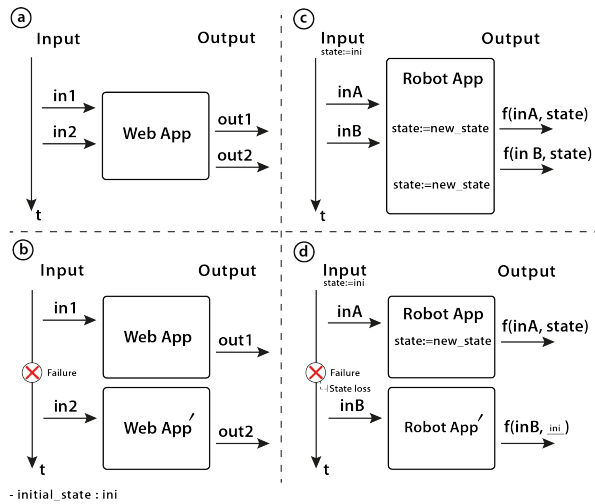 a
Input
Output
in1
in2
Web App
out1
out2
t
c
Input
state:=ini
Output
Robot App
inA
inB
state:=new_state
state:=new_state
f(inA, state)
f(in B, state)
t
b
Input
Output
in1
Web App
out1
Failure
in2
Web App′
out2
t
d
Input
state:=ini
Output
inA
Robot App
state:=new_state
f(inA, state)
Failure
State loss
inB
Robot App′
f(inB, ini )
t
- initial_state : ini